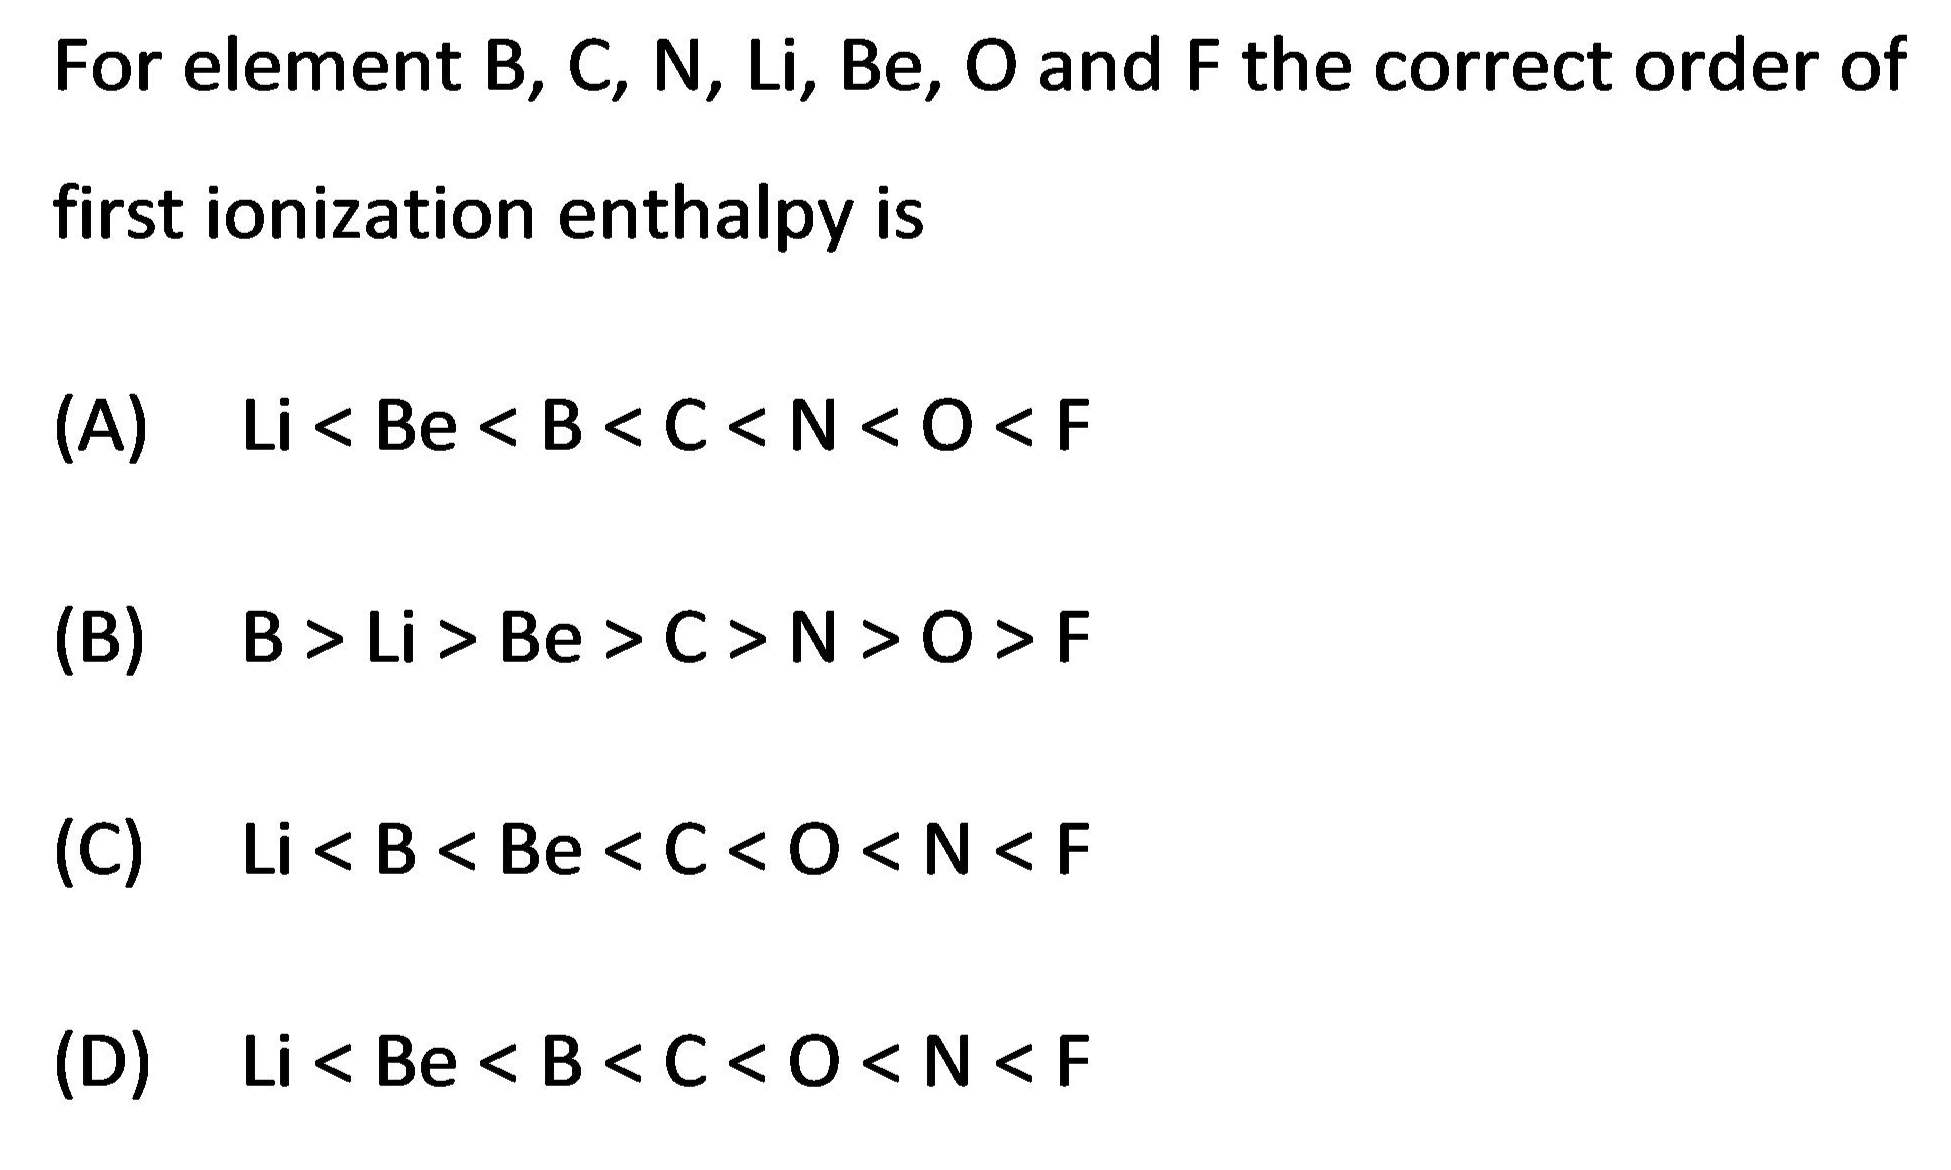 For element B, C, N, Li, Be, O and F the correct order of
first ionization enthalpy is
(A) Li < Be < B < C < N < O < F
(B) B > Li > Be > C > N > O > F
(C) Li < B < Be < C < O < N < F
(D) Li < Be < B < C < O < N < F